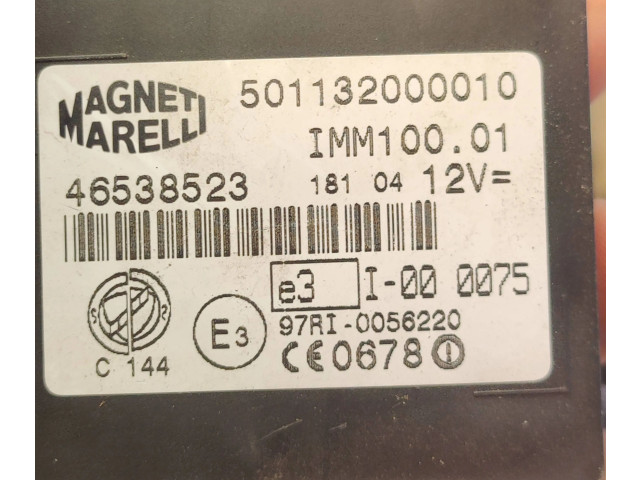 MAGNETI
MARELLI
501132000010
IMM100.01
46538523
181 04 12V=
e3 I-00 0075
E3
97RI-0056220
C 144
CE0678